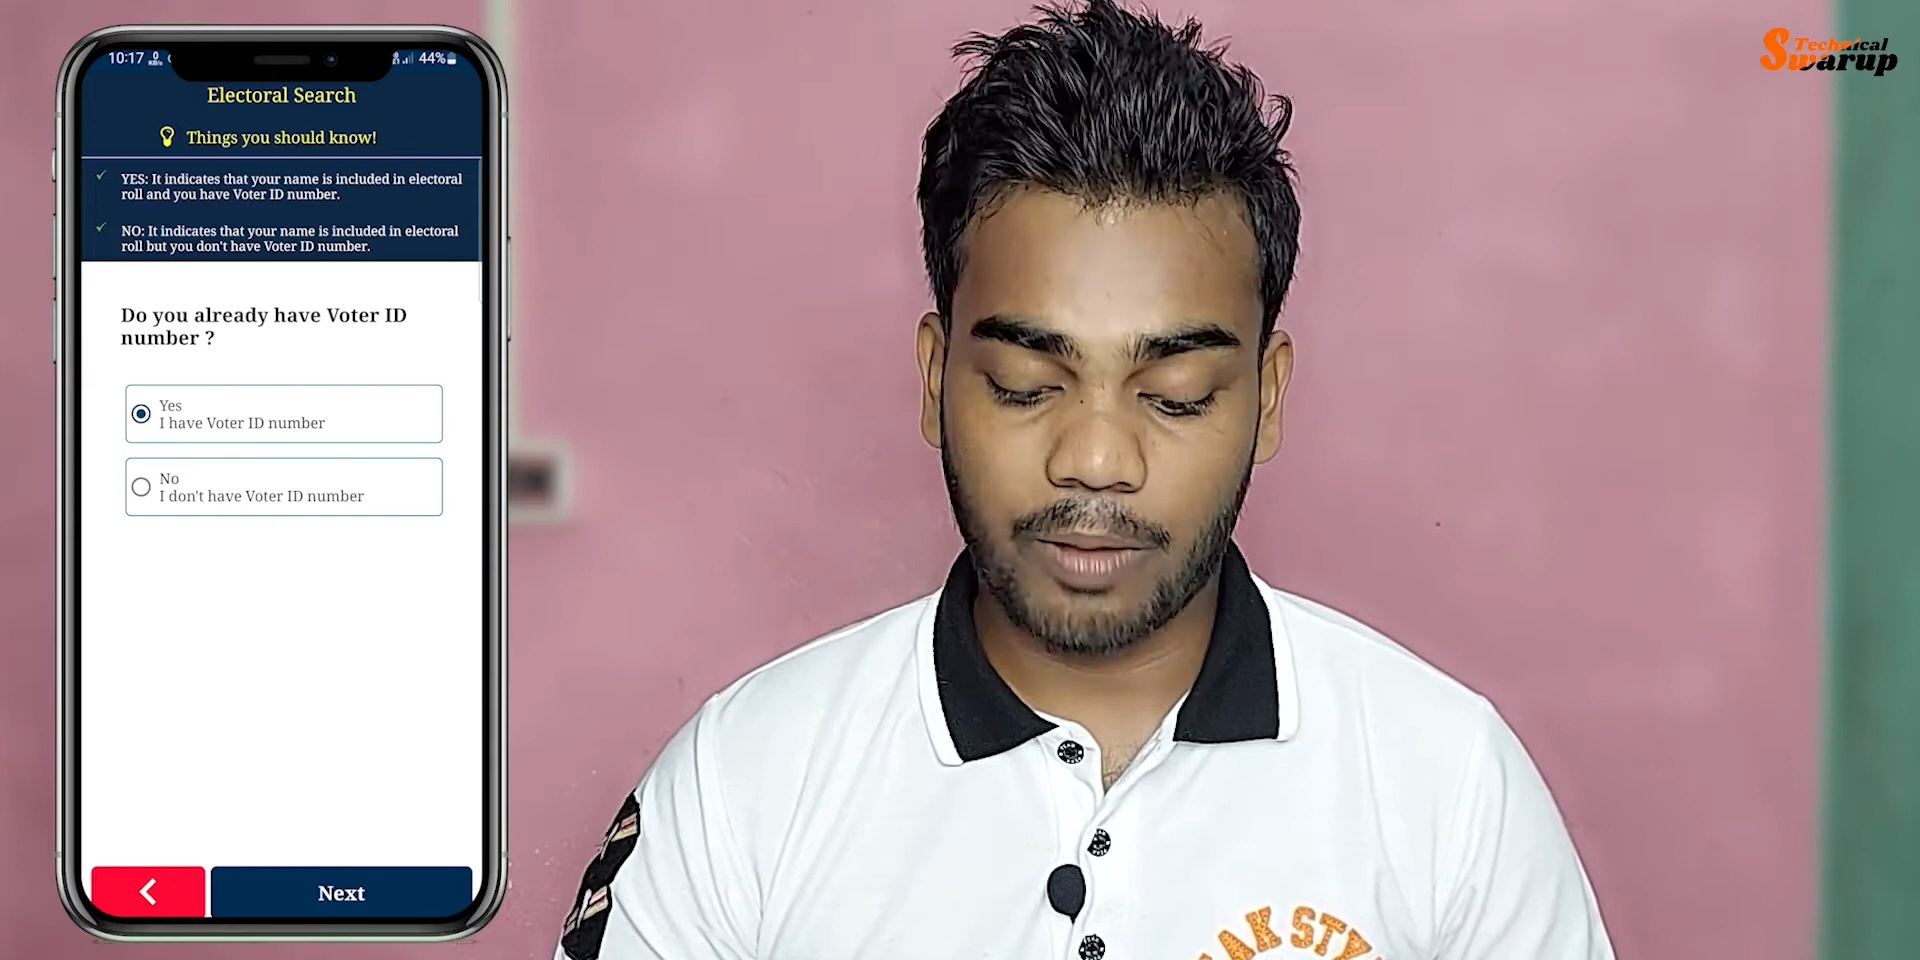 10:17
44%
Electoral Search
Things you should know!
YES: It indicates that your name is included in electoral
roll and you have Voter ID number.
NO: It indicates that your name is included in electoral
roll but you don't have Voter ID number.
Do you already have Voter ID
number ?
Yes
I have Voter ID number
No
I don't have Voter ID number
Next
Technical
Swarup